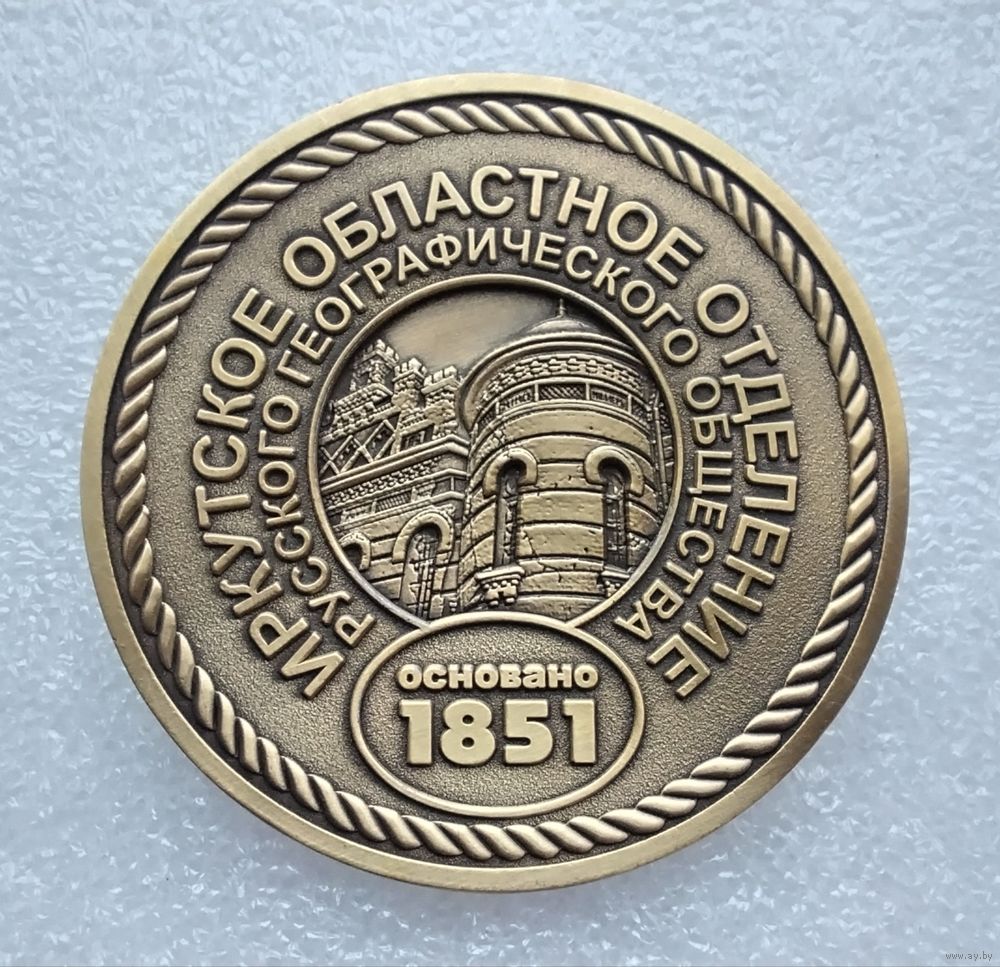 ИРКУТСКОЕ ОБЛАСТНОЕ ОТДЕЛЕНИЕ
РУССКОГО ГЕОГРАФИЧЕСКОГО ОБЩЕСТВА
основано
1851
www.ay.by